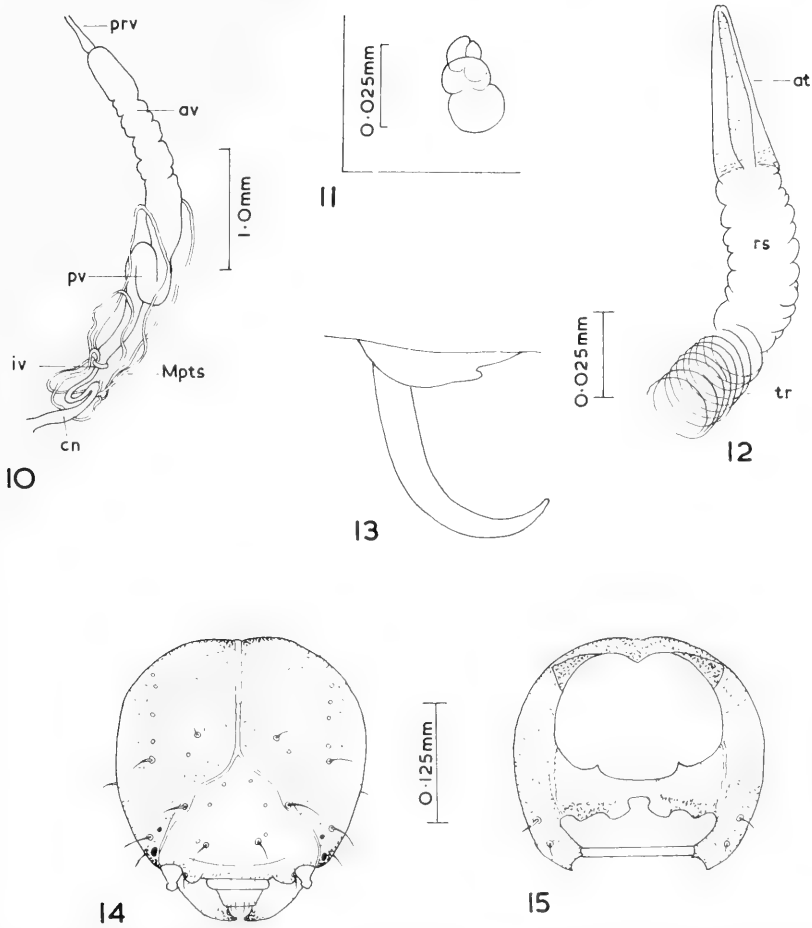 prv
av
1·0mm
pv
iv
Mpts
cn
10
0·025mm
11
at
rs
0·025mm
tr
12
13
0·125mm
14
15